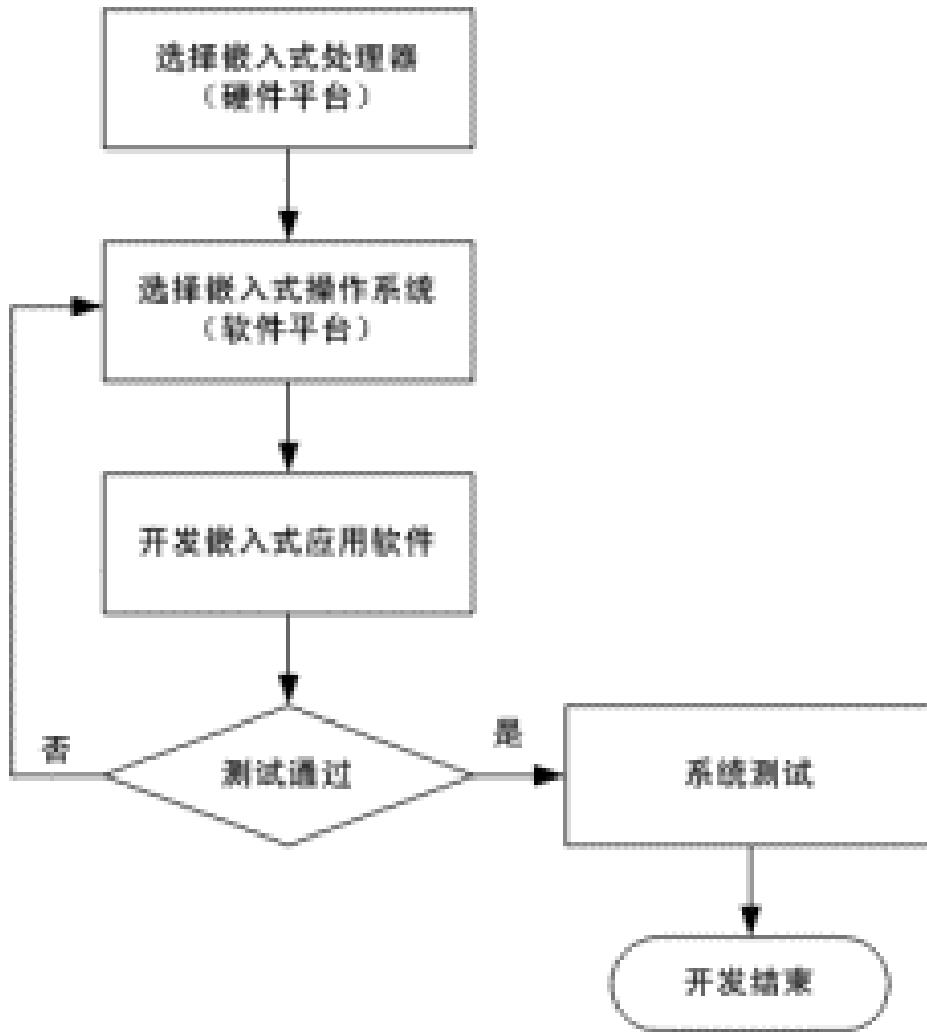 选择嵌入式处理器
（硬件平台）
选择嵌入式操作系统
（软件平台）
开发嵌入式应用软件
否
测试通过
是
系统测试
开发结束